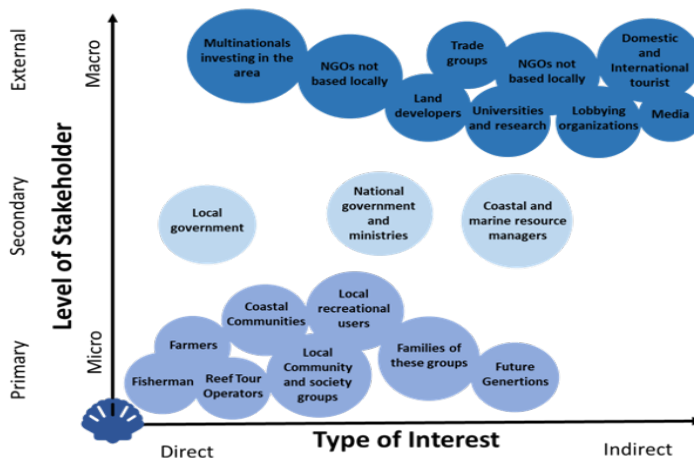 External
Secondary
Primary
Level of Stakeholder
Macro
Micro
Multinationals
investing in the
area
NGOs not
based locally
Trade
groups
NGOs not
based locally
Domestic
and
International
tourist
Land
developers
Universities
and research
Lobbying
organizations
Media
Local
government
National
government
and
ministries
Coastal and
marine resource
managers
Coastal
Communities
Local
recreational
users
Farmers
Fisherman
Reef Tour
Operators
Local
Community
and society
groups
Families of
these groups
Future
Genertions
Direct
Type of Interest
Indirect